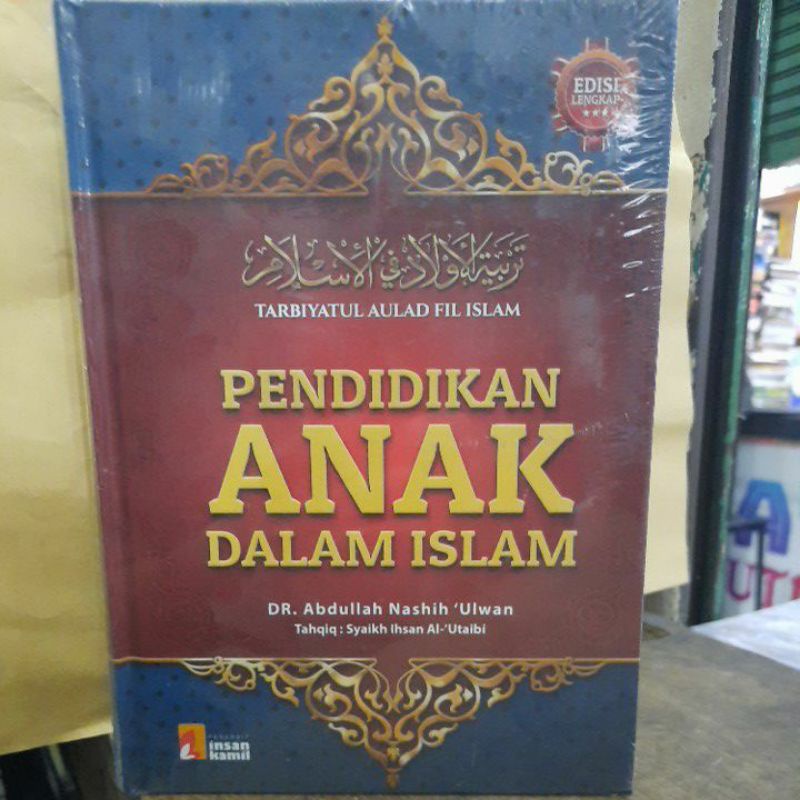 EDISI
LENGKAP
تربية الأولاد في الإسلام
TARBIYATUL AULAD FIL ISLAM
PENDIDIKAN
ANAK
DALAM ISLAM
DR. Abdullah Nashih ‘Ulwan
Tahqiq : Syaikh Ihsan Al-‘Utaibi
PENERBIT
insan
kamil
A